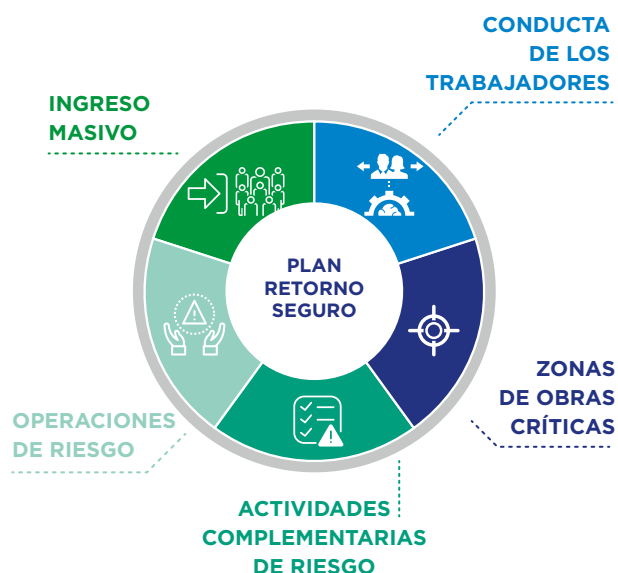 CONDUCTA
DE LOS
TRABAJADORES
INGRESO
MASIVO
PLAN
RETORNO
SEGURO
ZONAS
DE OBRAS
CRÍTICAS
OPERACIONES
DE RIESGO
ACTIVIDADES
COMPLEMENTARIAS
DE RIESGO